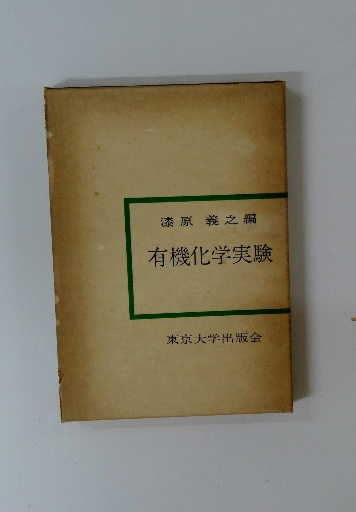 漆原 義之編
有機化学実験
東京大学出版会